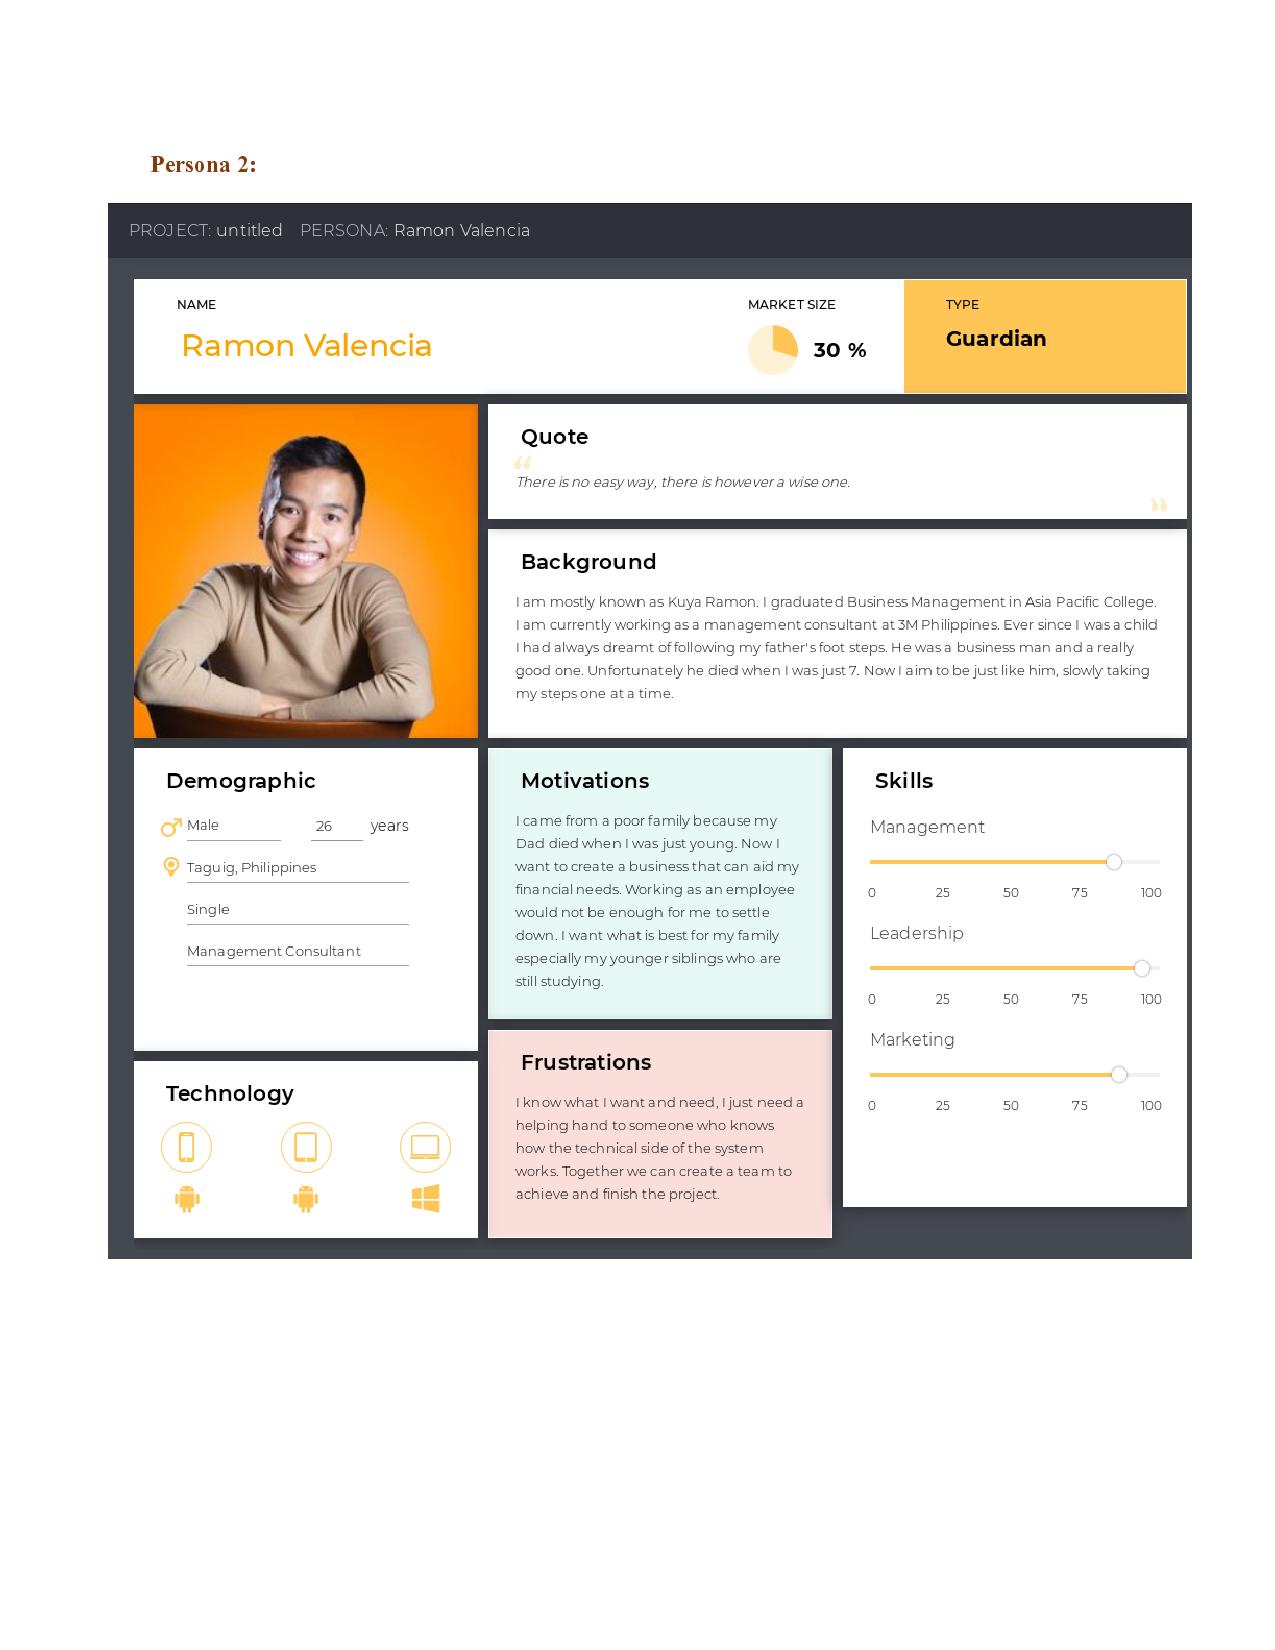 Persona 2:
PROJECT: untitled PERSONA: Ramon Valencia
NAME
Ramon Valencia
MARKET SIZE
30 %
TYPE
Guardian
Quote
“
There is no easy way, there is however a wise one.
”
Background
I am mostly known as Kuya Ramon. I graduated Business Management in Asia Pacific College.
I am currently working as a management consultant at 3M Philippines. Ever since I was a child
I had always dreamt of following my father's foot steps. He was a business man and a really
good one. Unfortunately he died when I was just 7. Now I aim to be just like him, slowly taking
my steps one at a time.
Demographic
Male 26 years
Taguig, Philippines
Single
Management Consultant
Technology
Motivations
I came from a poor family because my
Dad died when I was just young. Now I
want to create a business that can aid my
financial needs. Working as an employee
would not be enough for me to settle
down. I want what is best for my family
especially my younger siblings who are
still studying.
Frustrations
I know what I want and need, I just need a
helping hand to someone who knows
how the technical side of the system
works. Together we can create a team to
achieve and finish the project.
Skills
Management
0 25 50 75 100
Leadership
0 25 50 75 100
Marketing
0 25 50 75 100